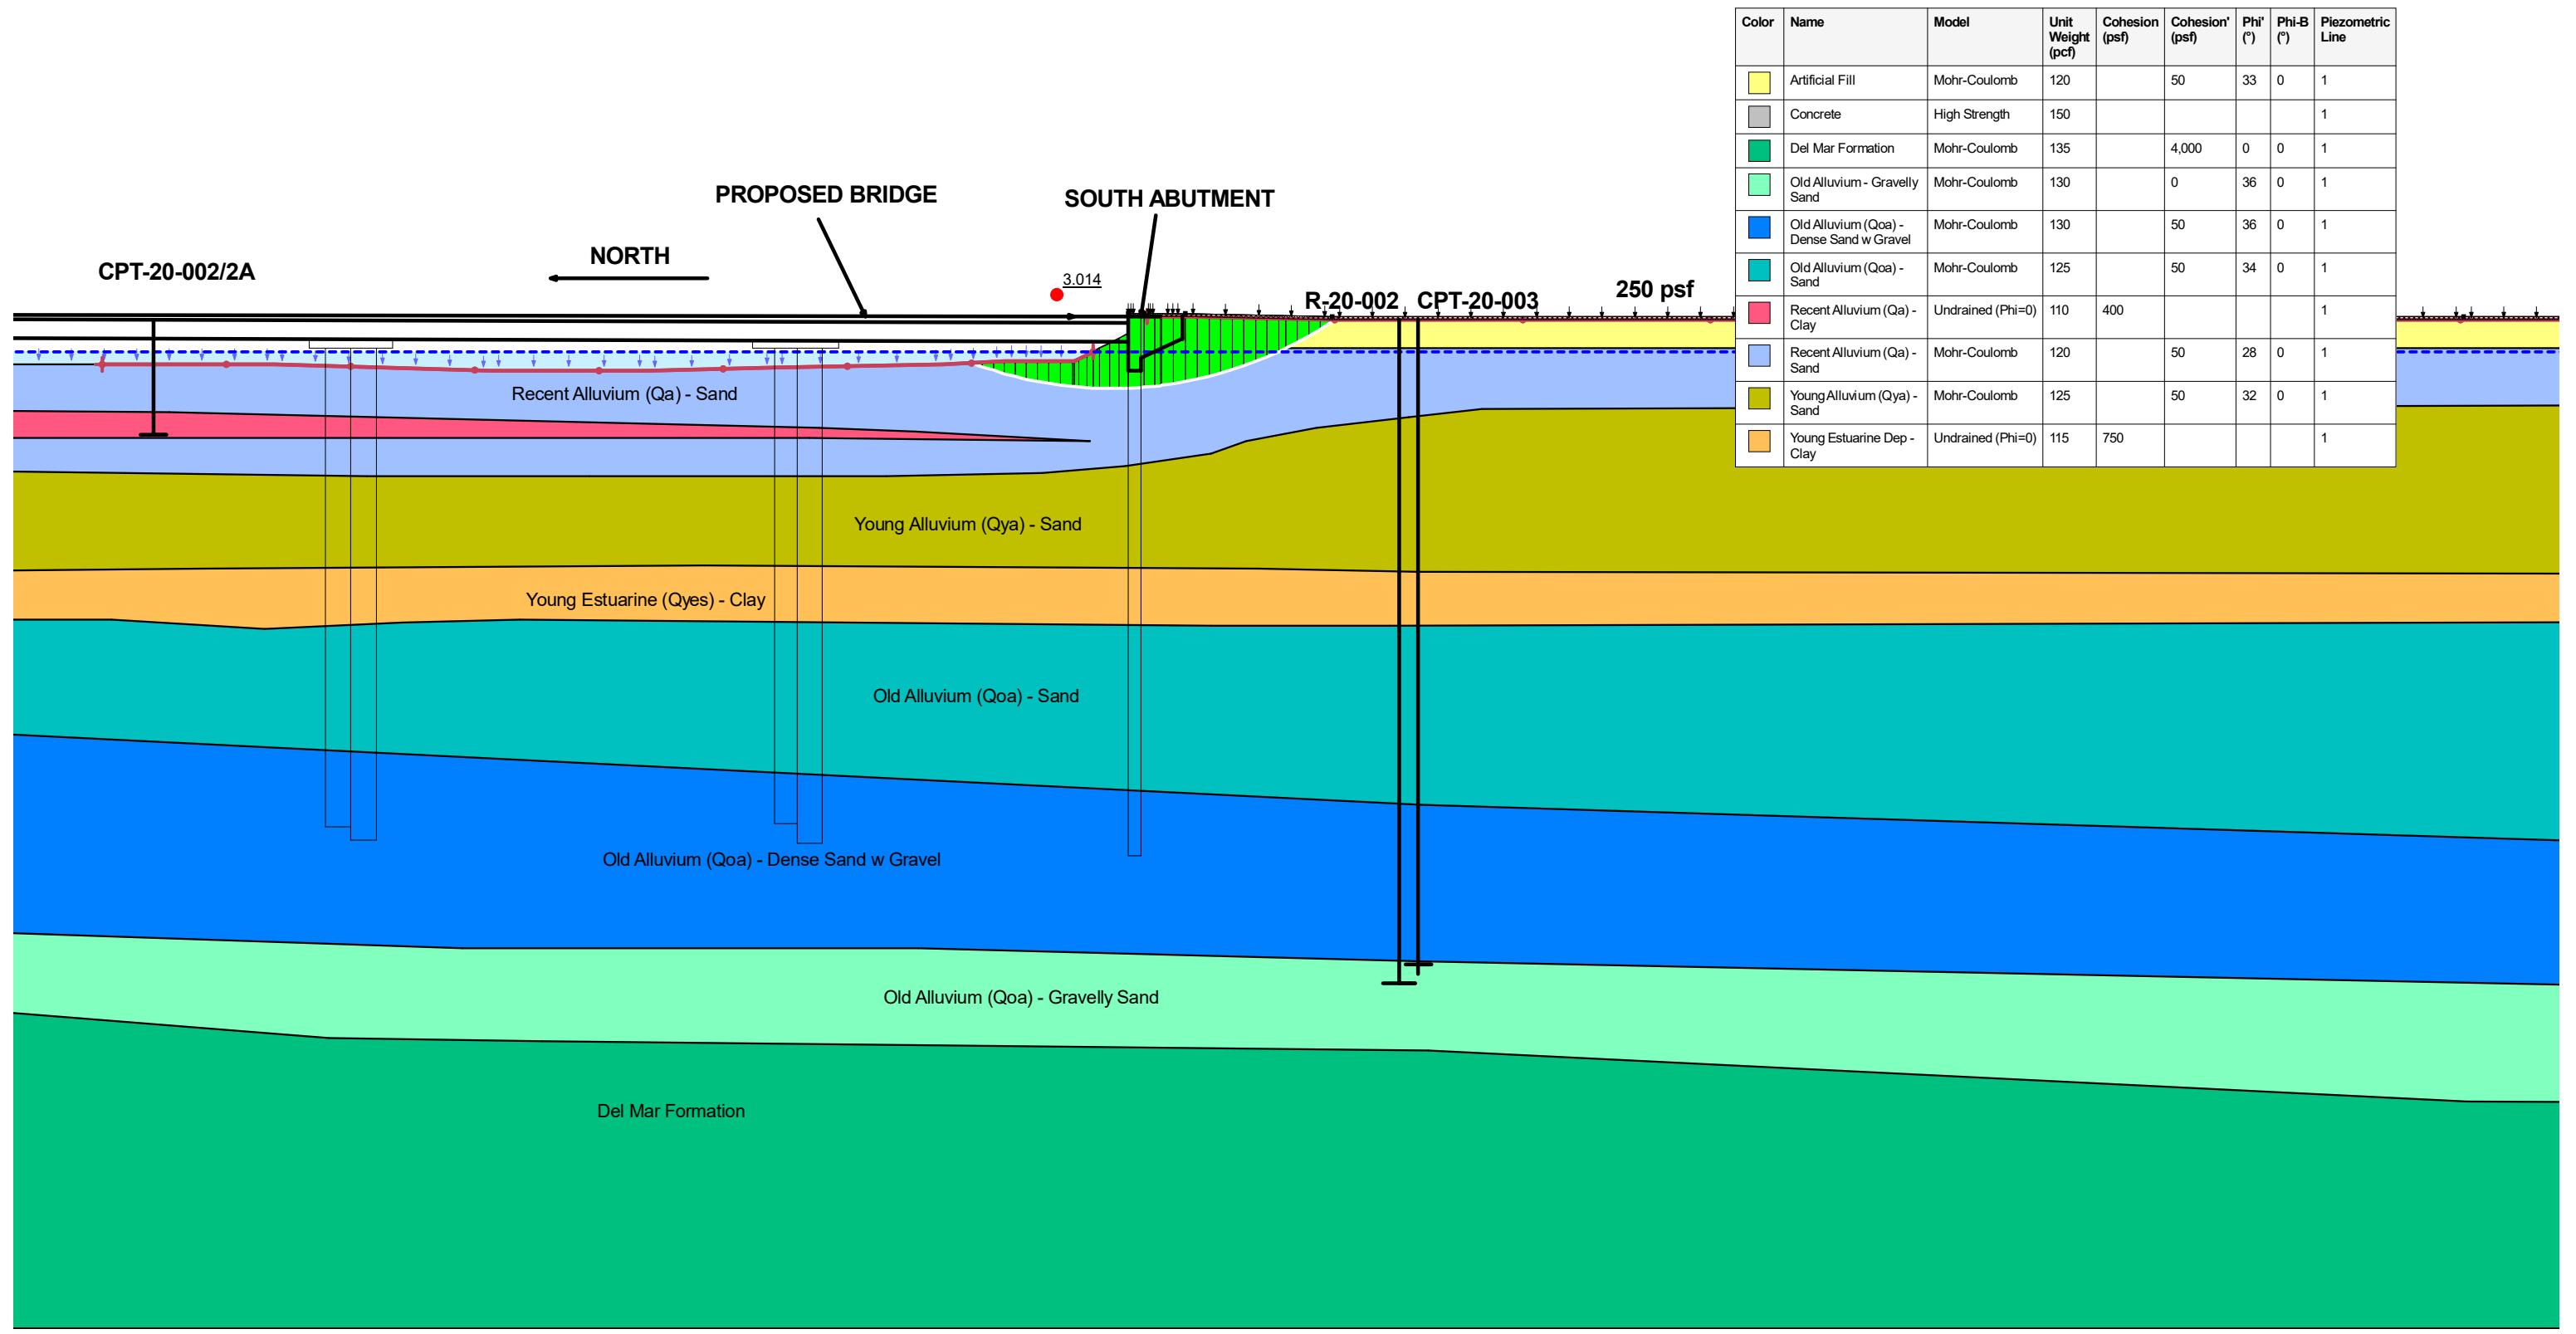 Color Name Model Unit Weight (pcf) Cohesion (psf) Cohesion' (psf) Phi' (°) Phi-B (°) Piezometric Line
Artificial Fill Mohr-Coulomb 120 50 33 0 1
Concrete High Strength 150 1
Del Mar Formation Mohr-Coulomb 135 4,000 0 0 1
Old Alluvium - Gravelly Sand Mohr-Coulomb 130 0 36 0 1
Old Alluvium (Qoa) - Dense Sand w Gravel Mohr-Coulomb 130 50 36 0 1
Old Alluvium (Qoa) - Sand Mohr-Coulomb 125 50 34 0 1
Recent Alluvium (Qa) - Clay Undrained (Phi=0) 110 400 1
Recent Alluvium (Qa) - Sand Mohr-Coulomb 120 50 28 0 1
Young Alluvium (Qya) - Sand Mohr-Coulomb 125 50 32 0 1
Young Estuarine Dep - Clay Undrained (Phi=0) 115 750 1
PROPOSED BRIDGE
SOUTH ABUTMENT
NORTH
CPT-20-002/2A
3.014
R-20-002
CPT-20-003
250 psf
Recent Alluvium (Qa) - Sand
Young Alluvium (Qya) - Sand
Young Estuarine (Qyes) - Clay
Old Alluvium (Qoa) - Sand
Old Alluvium (Qoa) - Dense Sand w Gravel
Old Alluvium (Qoa) - Gravelly Sand
Del Mar Formation